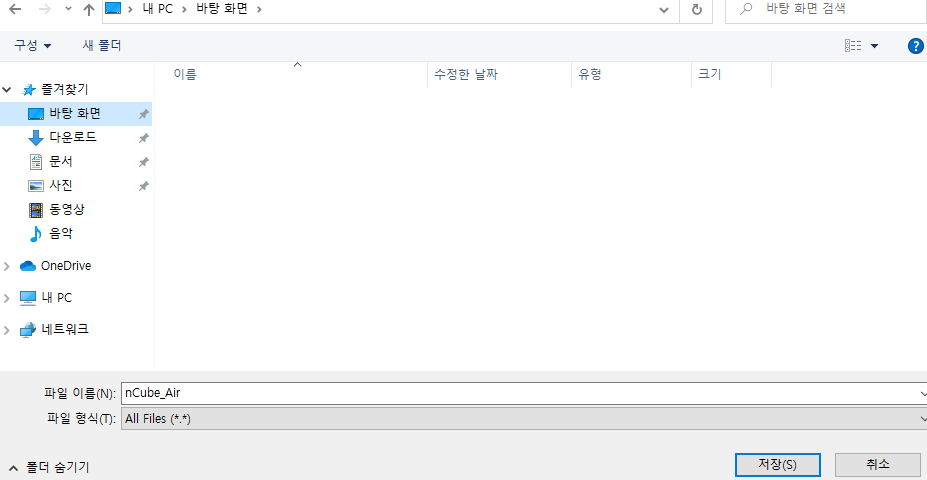 내 PC > 바탕 화면 >
바탕 화면 검색
구성
새 폴더
이름
수정한 날짜
유형
크기
즐겨찾기
바탕 화면
다운로드
문서
사진
동영상
음악
OneDrive
내 PC
네트워크
파일 이름(N): nCube_Air
파일 형식(T): All Files (*.*)
폴더 숨기기
저장(S)
취소